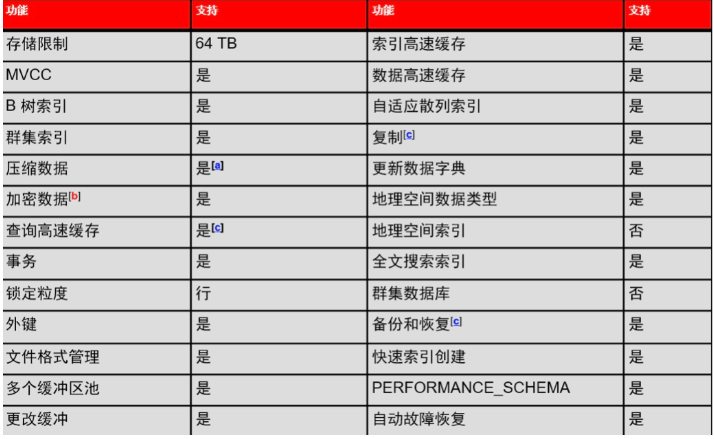 功能 支持 功能 支持
存储限制 64 TB 索引高速缓存 是
MVCC 是 数据高速缓存 是
B 树索引 是 自适应散列索引 是
群集索引 是 复制[c] 是
压缩数据 是[a] 更新数据字典 是
加密数据[b] 是 地理空间数据类型 是
查询高速缓存 是[c] 地理空间索引 否
事务 是 全文搜索索引 是
锁定粒度 行 群集数据库 否
外键 是 备份和恢复[c] 是
文件格式管理 是 快速索引创建 是
多个缓冲区池 是 PERFORMANCE_SCHEMA 是
更改缓冲 是 自动故障恢复 是